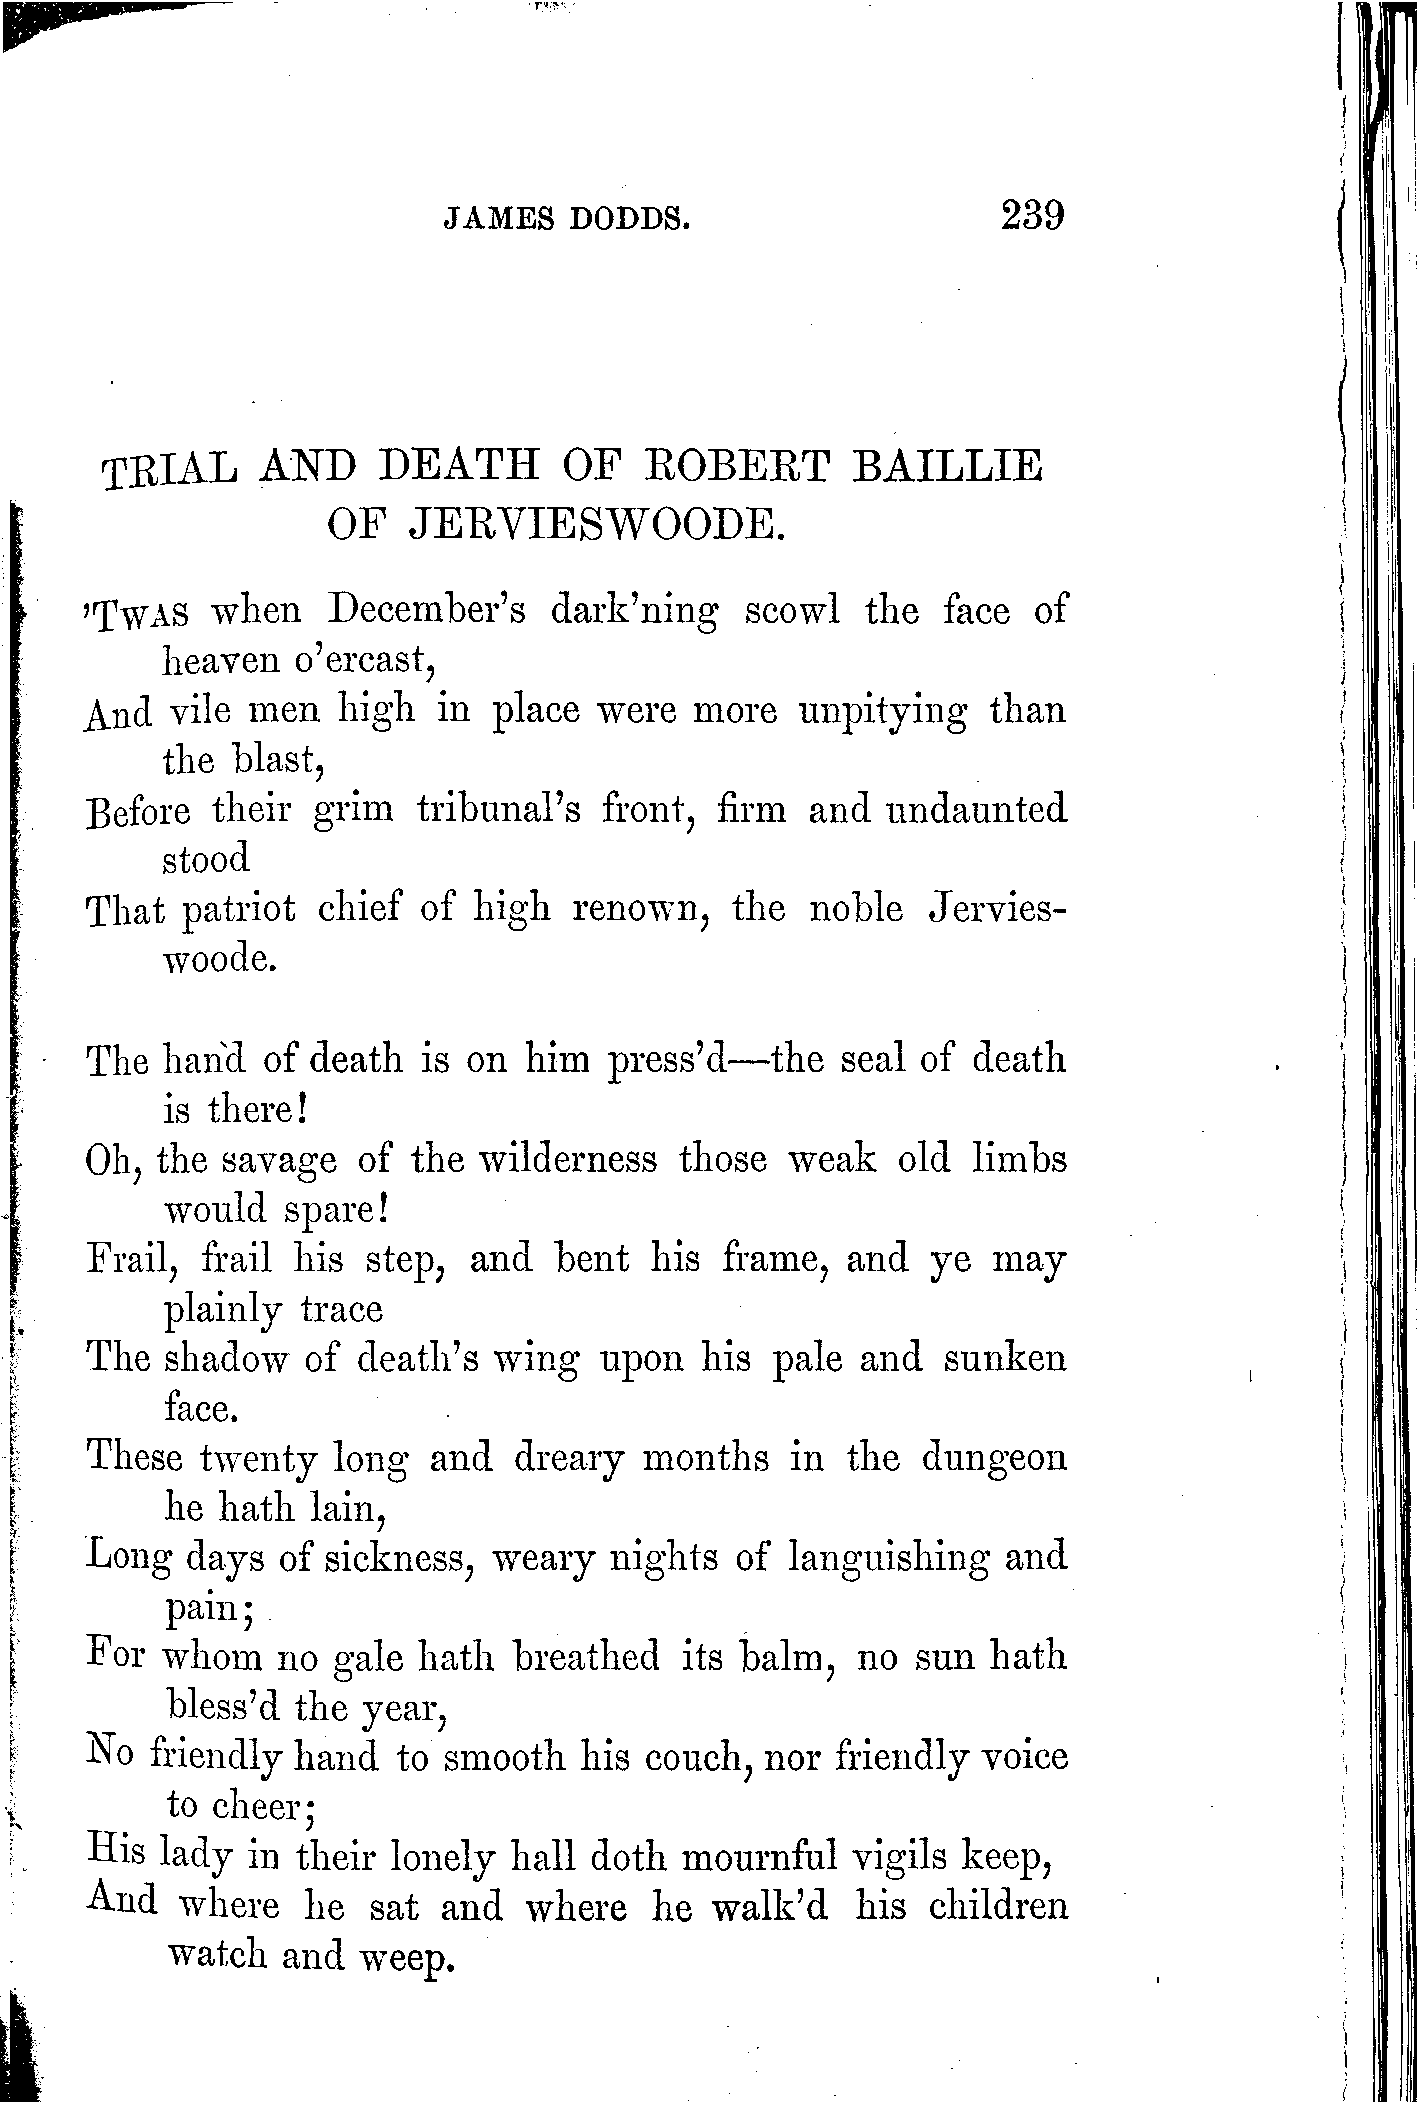 JAMES DODDS. 239
TRIAL AND DEATH OF ROBERT BAILLIE
OF JERVIESWOODE.
'TWAS when December's dark'ning scowl the face of
heaven o'ercast,
And vile men high in place were more unpitying than
the blast,
Before their grim tribunal's front, firm and undaunted
stood
That patriot chief of high renown, the noble Jervies-
woode.
The hand of death is on him press'd—the seal of death
is there!
Oh, the savage of the wilderness those weak old limbs
would spare!
Frail, frail his step, and bent his frame, and ye may
plainly trace
The shadow of death's wing upon his pale and sunken
face.
These twenty long and dreary months in the dungeon
he hath lain,
Long days of sickness, weary nights of languishing and
pain;
For whom no gale hath breathed its balm, no sun hath
bless'd the year,
No friendly hand to smooth his couch, nor friendly voice
to cheer;
His lady in their lonely hall doth mournful vigils keep,
And where he sat and where he walk'd his children
watch and weep.